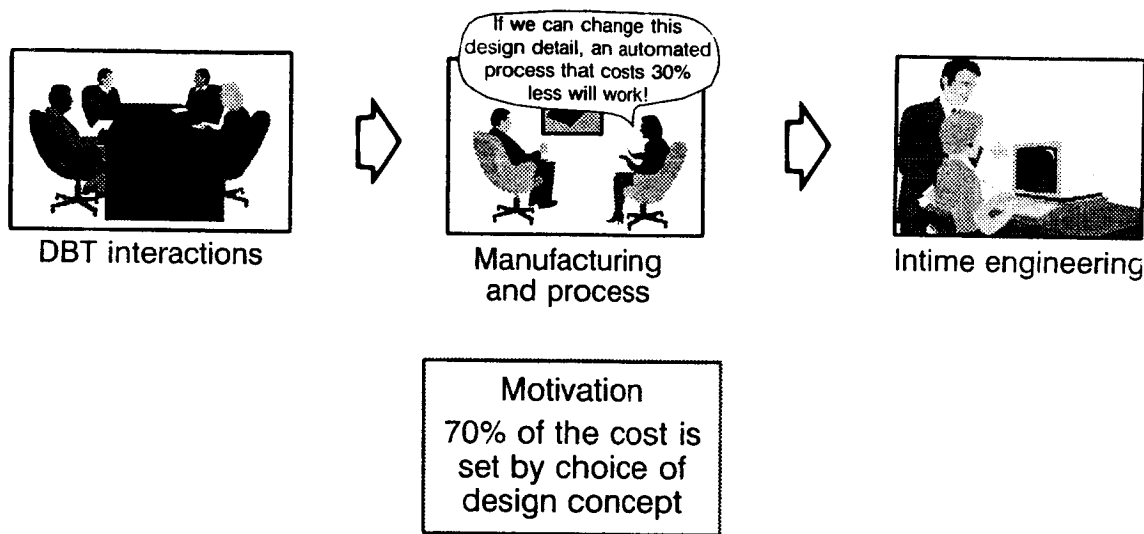 If we can change this
design detail, an automated
process that costs 30%
less will work!
DBT interactions
Manufacturing
and process
Intime engineering
Motivation
70% of the cost is
set by choice of
design concept